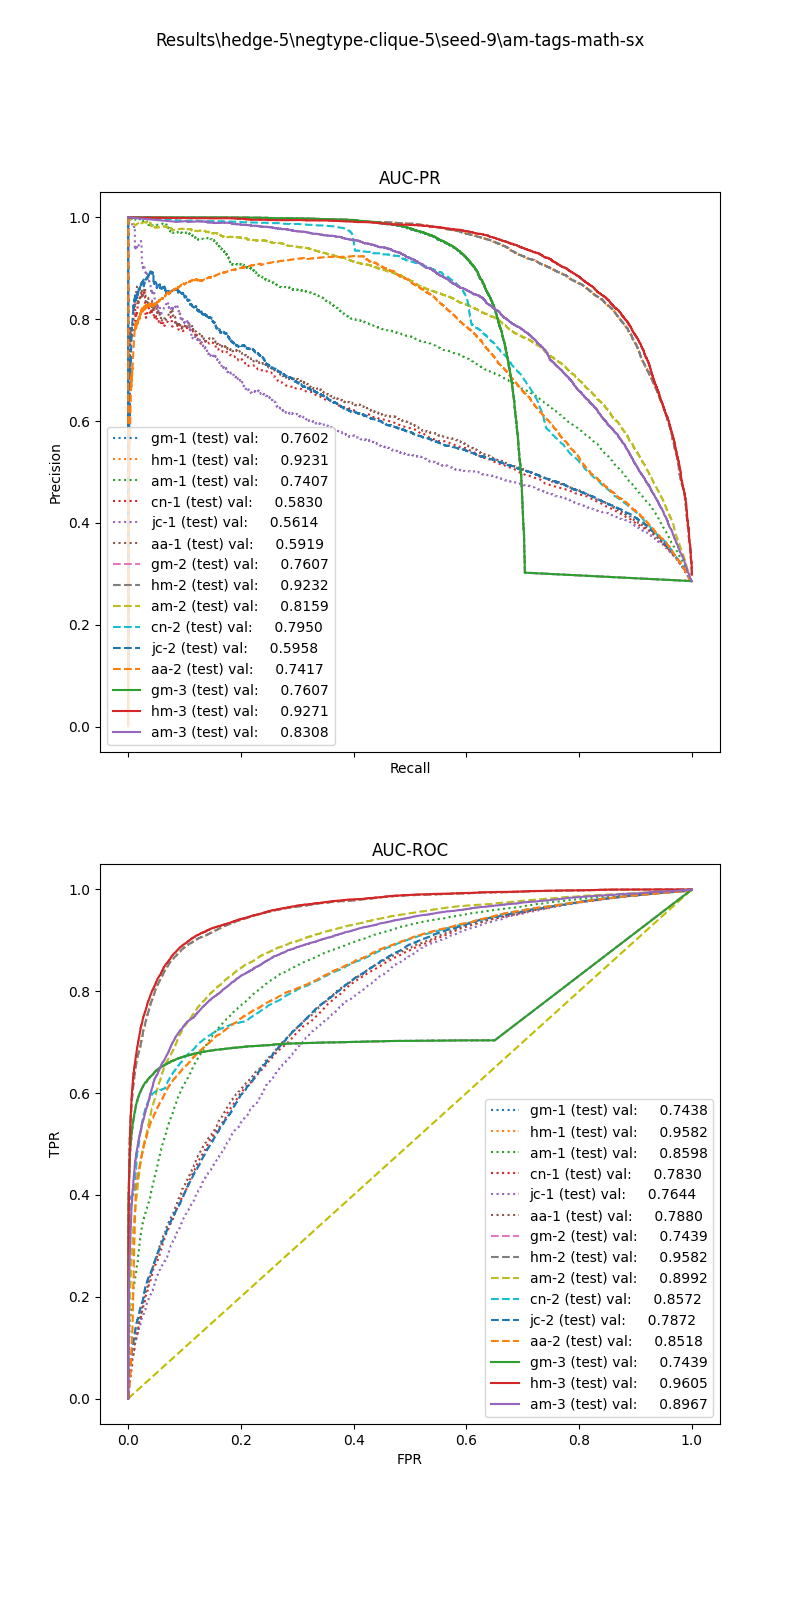 Results\hedge-5\negtype-clique-5\seed-9\am-tags-math-sx
AUC-PR
1.0
0.8
0.6
0.4
0.2
0.0
Precision
gm-1 (test) val: 0.7602
hm-1 (test) val: 0.9231
am-1 (test) val: 0.7407
cn-1 (test) val: 0.5830
jc-1 (test) val: 0.5614
aa-1 (test) val: 0.5919
gm-2 (test) val: 0.7607
hm-2 (test) val: 0.9232
am-2 (test) val: 0.8159
cn-2 (test) val: 0.7950
jc-2 (test) val: 0.5958
aa-2 (test) val: 0.7417
gm-3 (test) val: 0.7607
hm-3 (test) val: 0.9271
am-3 (test) val: 0.8308
Recall
AUC-ROC
1.0
0.8
0.6
0.4
0.2
0.0
TPR
gm-1 (test) val: 0.7438
hm-1 (test) val: 0.9582
am-1 (test) val: 0.8598
cn-1 (test) val: 0.7830
jc-1 (test) val: 0.7644
aa-1 (test) val: 0.7880
gm-2 (test) val: 0.7439
hm-2 (test) val: 0.9582
am-2 (test) val: 0.8992
cn-2 (test) val: 0.8572
jc-2 (test) val: 0.7872
aa-2 (test) val: 0.8518
gm-3 (test) val: 0.7439
hm-3 (test) val: 0.9605
am-3 (test) val: 0.8967
0.0 0.2 0.4 0.6 0.8 1.0
FPR